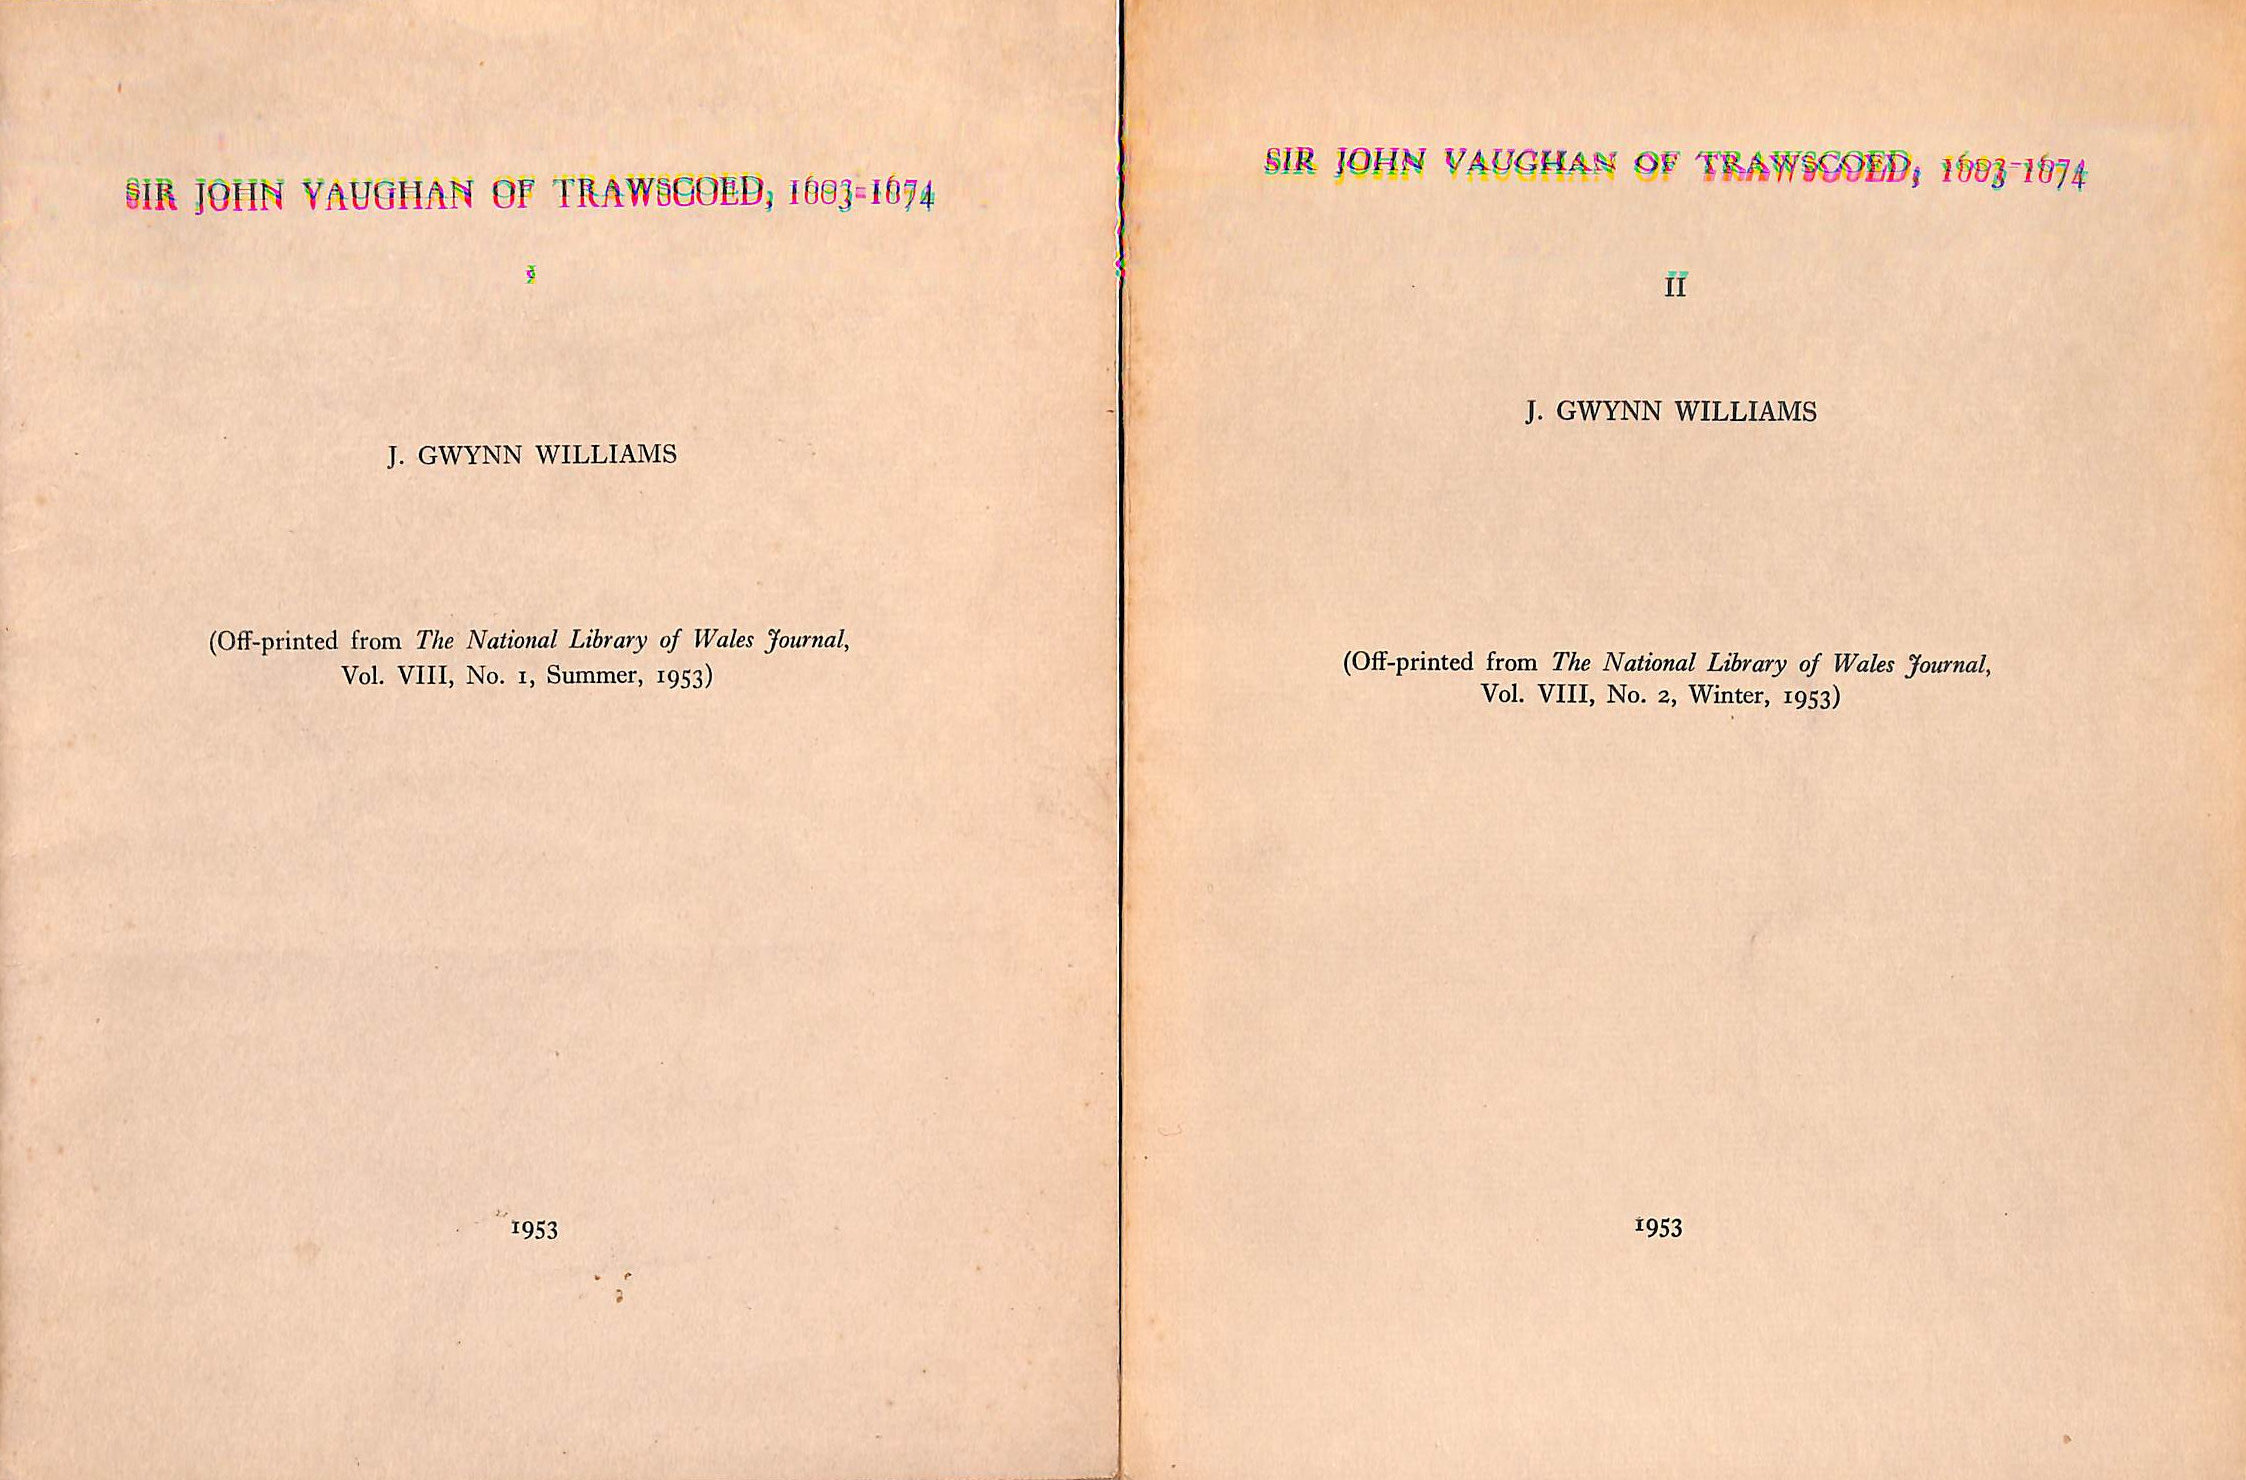 SIR JOHN VAUGHAN OF TRAWSCOED, 1603-1674
J. GWYNN WILLIAMS
(Off-printed from The National Library of Wales Journal,
Vol. VIII, No. 1, Summer, 1953)
1953
SIR JOHN VAUGHAN OF TRAWSCOED, 1603-1674
II
J. GWYNN WILLIAMS
(Off-printed from The National Library of Wales Journal,
Vol. VIII, No. 2, Winter, 1953)
1953